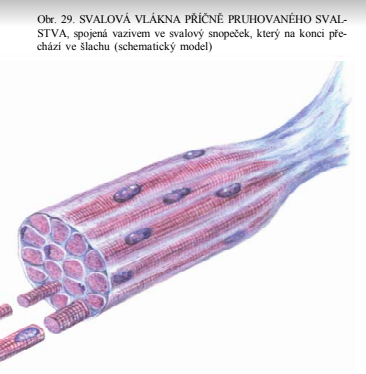 Obr. 29. SVALOVÁ VLÁKNA PŘÍČNĚ PRUHOVANÉHO SVAL-
STVA, spojená vazivem ve svalový snopeček, který na konci pře-
chází ve šlachu (schematický model)